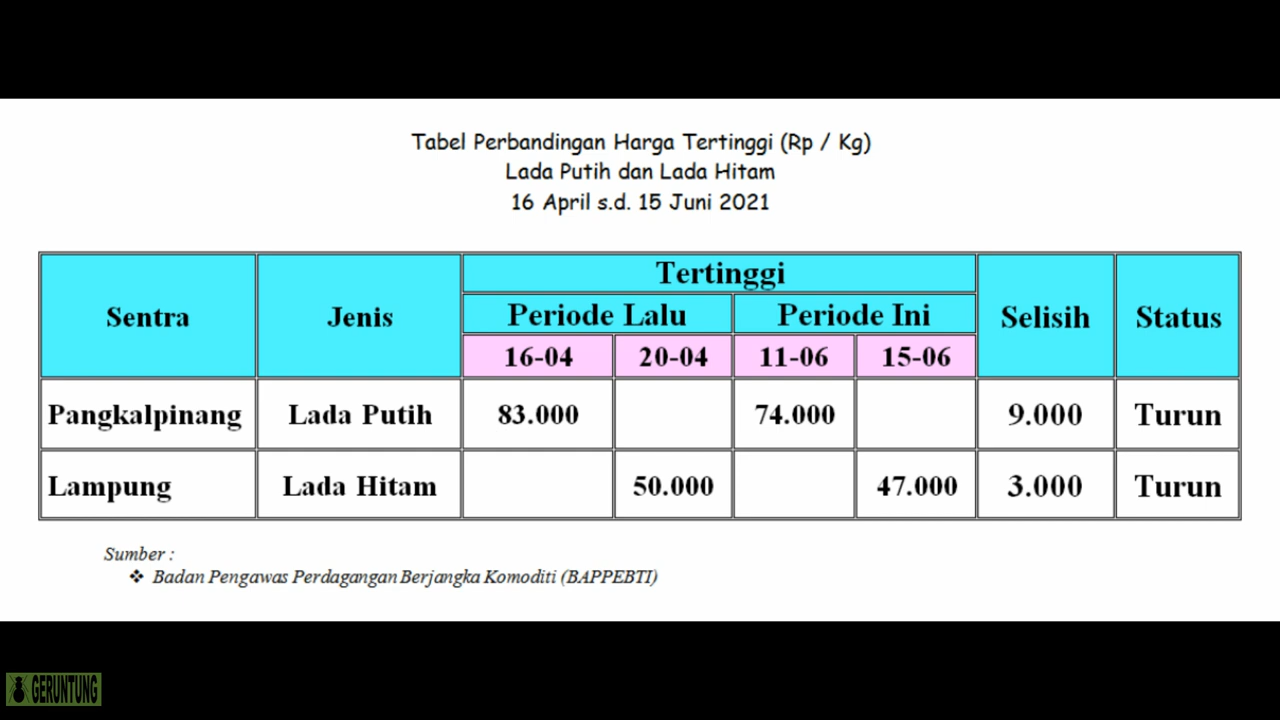 Tabel Perbandingan Harga Tertinggi (Rp / Kg)
Lada Putih dan Lada Hitam
16 April s.d. 15 Juni 2021
Sentra Jenis Tertinggi Selisih Status
Periode Lalu Periode Ini
16-04 20-04 11-06 15-06
Pangkalpinang Lada Putih 83.000 74.000 9.000 Turun
Lampung Lada Hitam 50.000 47.000 3.000 Turun
Sumber :
❖ Badan Pengawas Perdagangan Berjangka Komoditi (BAPPEBTI)
GERUNTUNG